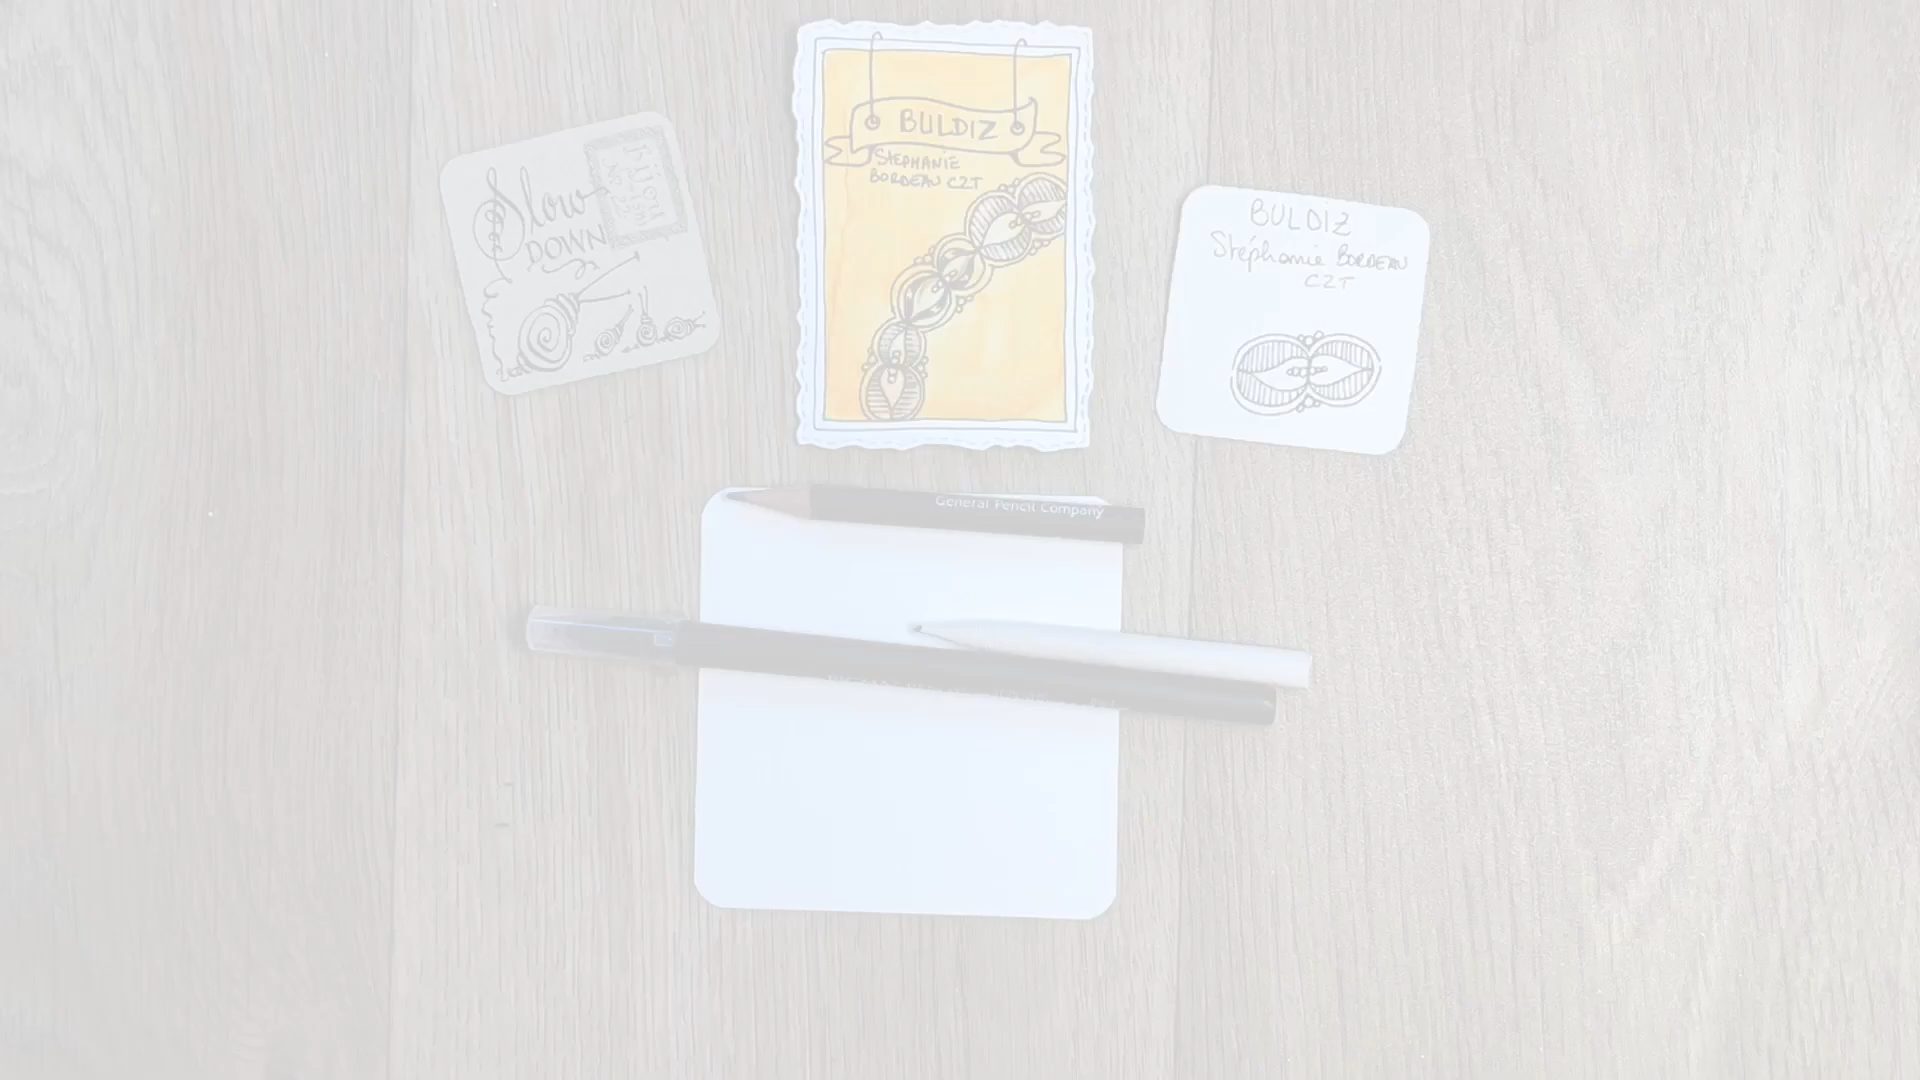 Slow
DOWN
BULDIZ
STEPHANIE
BORDEAU CZT
BULDIZ
Stéphanie BORDEAU
CZT
General Pencil Company